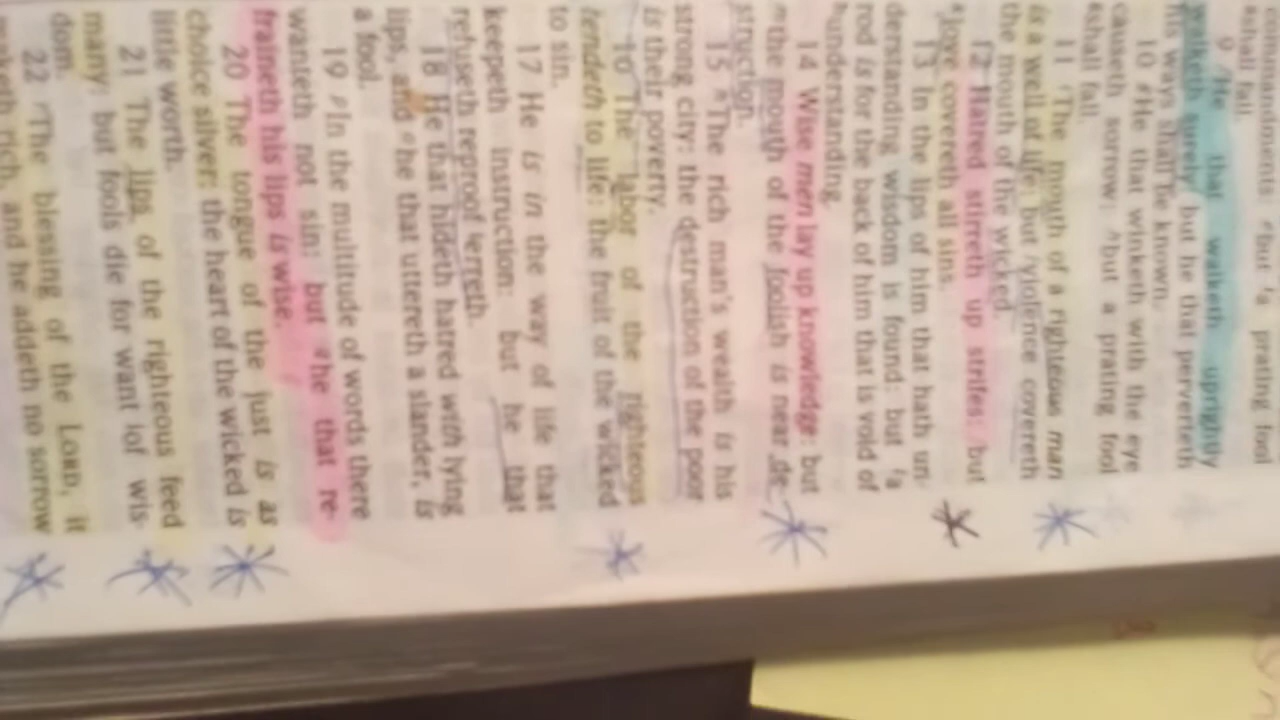 commandments: but a prating fool
shall fall.
9 He that walketh uprightly
walketh surely: but he that perverteth
his ways shall be known.
10 He that winketh with the eye
causeth sorrow: but a prating fool
shall fall.
11 The mouth of a righteous man
is a well of life: but violence covereth
the mouth of the wicked.
12 Hatred stirreth up strifes: but
love covereth all sins.
13 In the lips of him that hath un-
derstanding wisdom is found: but a
rod is for the back of him that is void of
understanding.
14 Wise men lay up knowledge: but
the mouth of the foolish is near de-
struction.
15 The rich man's wealth is his
strong city: the destruction of the poor
is their poverty.
16 The labor of the righteous
tendeth to life: the fruit of the wicked
to sin.
17 He is in the way of life that
keepeth instruction: but he that
refuseth reproof erreth.
18 He that hideth hatred with lying
lips, and he that uttereth a slander, is
a fool.
19 In the multitude of words there
wanteth not sin: but he that re-
fraineth his lips is wise.
20 The tongue of the just is as
choice silver: the heart of the wicked is
little worth.
21 The lips of the righteous feed
many: but fools die for want of wis-
dom.
22 The blessing of the LORD, it
maketh rich, and he addeth no sorrow